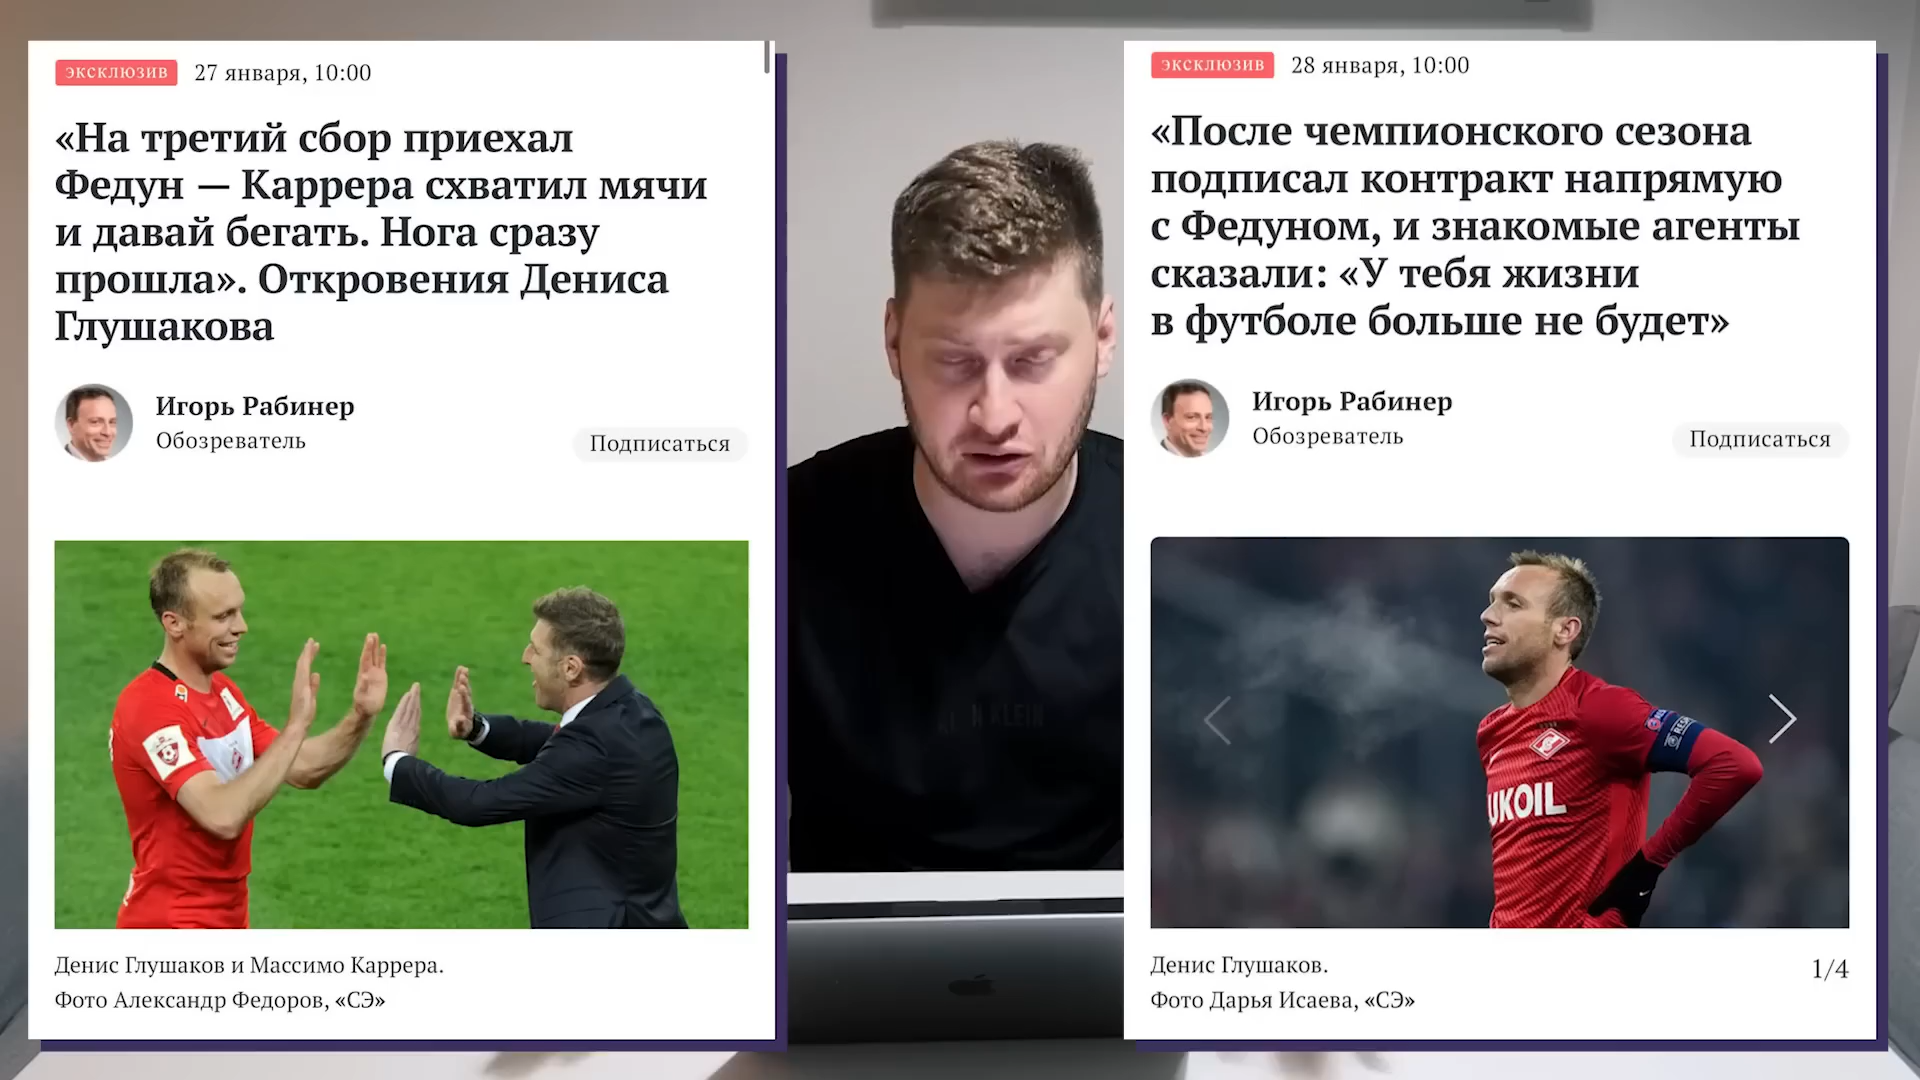 ЭКСКЛЮЗИВ 27 января, 10:00
«На третий сбор приехал
Федун — Каррера схватил мячи
и давай бегать. Нога сразу
прошла». Откровения Дениса
Глушакова
Игорь Рабинер
Обозреватель
Подписаться
Денис Глушаков и Массимо Каррера.
Фото Александр Федоров, «СЭ»
ЭКСКЛЮЗИВ 28 января, 10:00
«После чемпионского сезона
подписал контракт напрямую
с Федуном, и знакомые агенты
сказали: «У тебя жизни
в футболе больше не будет»
Игорь Рабинер
Обозреватель
Подписаться
UKOIL
Денис Глушаков.
1/4
Фото Дарья Исаева, «СЭ»
KLEIN